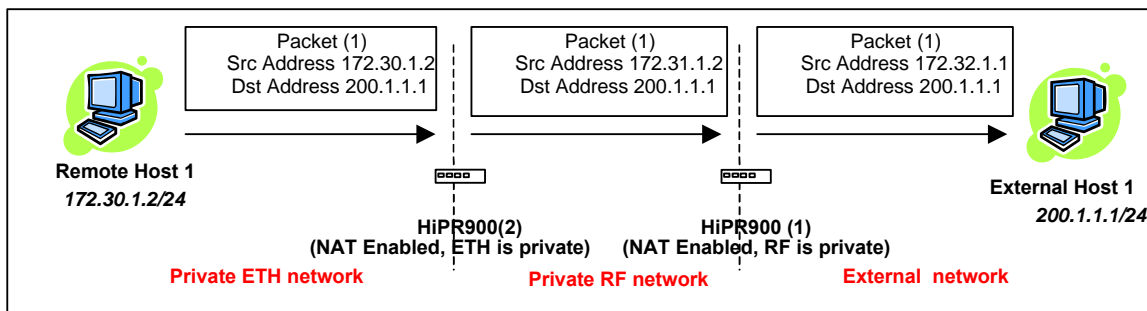 Packet (1)
Src Address 172.30.1.2
Dst Address 200.1.1.1
Packet (1)
Src Address 172.31.1.2
Dst Address 200.1.1.1
Packet (1)
Src Address 172.32.1.1
Dst Address 200.1.1.1
Remote Host 1
172.30.1.2/24
External Host 1
200.1.1.1/24
HiPR900(2)
(NAT Enabled, ETH is private)
HiPR900 (1)
(NAT Enabled, RF is private)
Private ETH network
Private RF network
External network